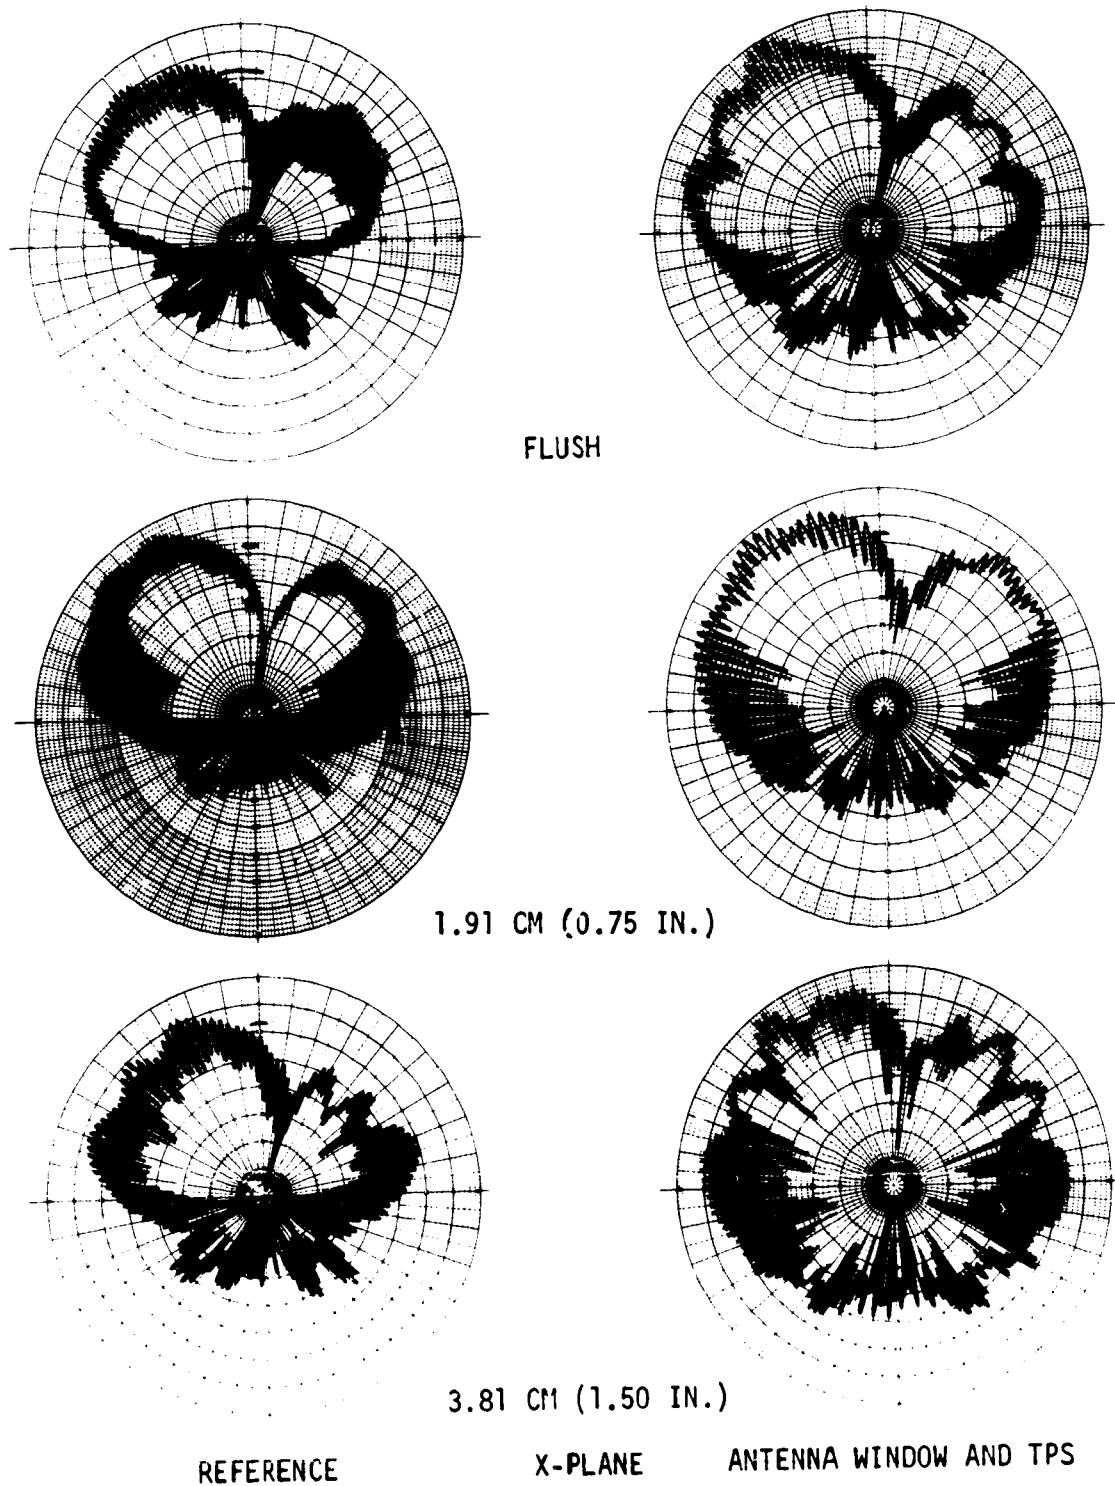 FLUSH
1.91 CM (0.75 IN.)
3.81 CM (1.50 IN.)
REFERENCE
X-PLANE
ANTENNA WINDOW AND TPS